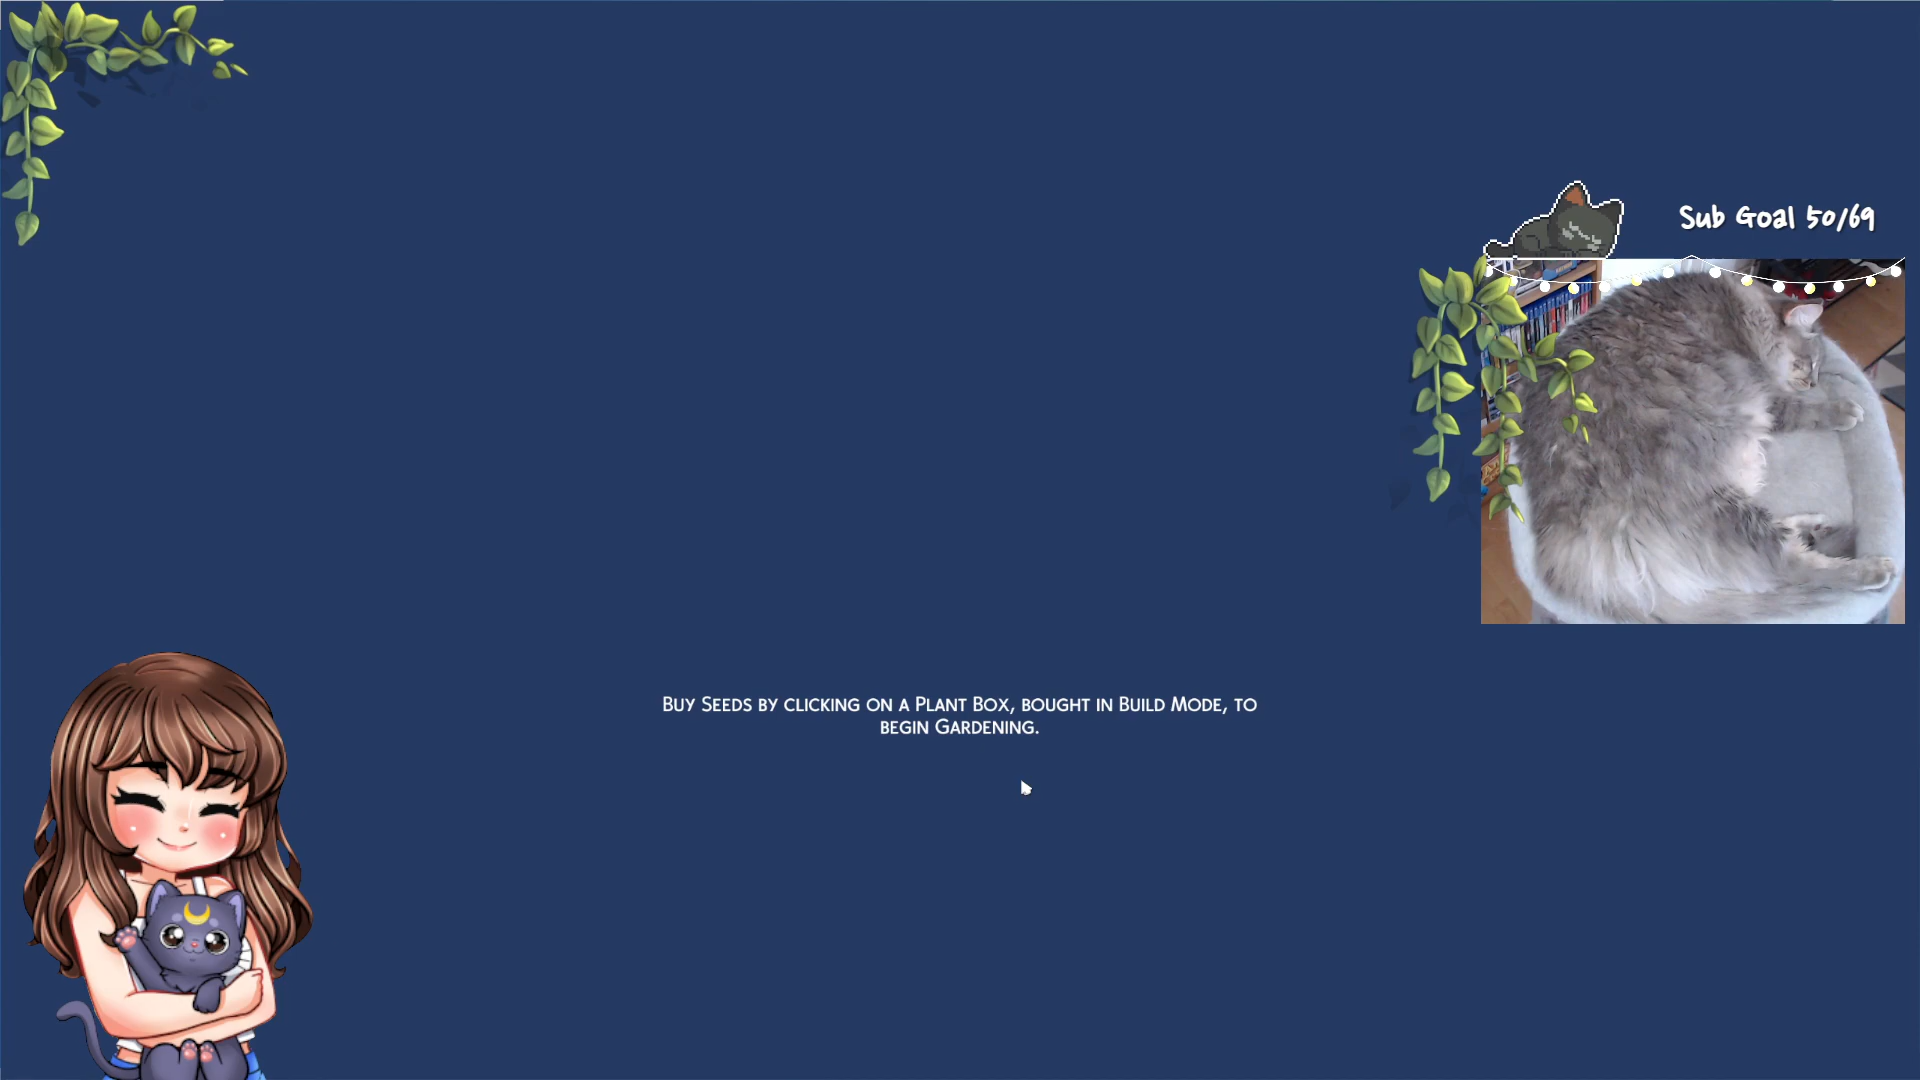 Sub Goal 50/69
Buy Seeds by clicking on a Plant Box, bought in Build Mode, to
begin Gardening.